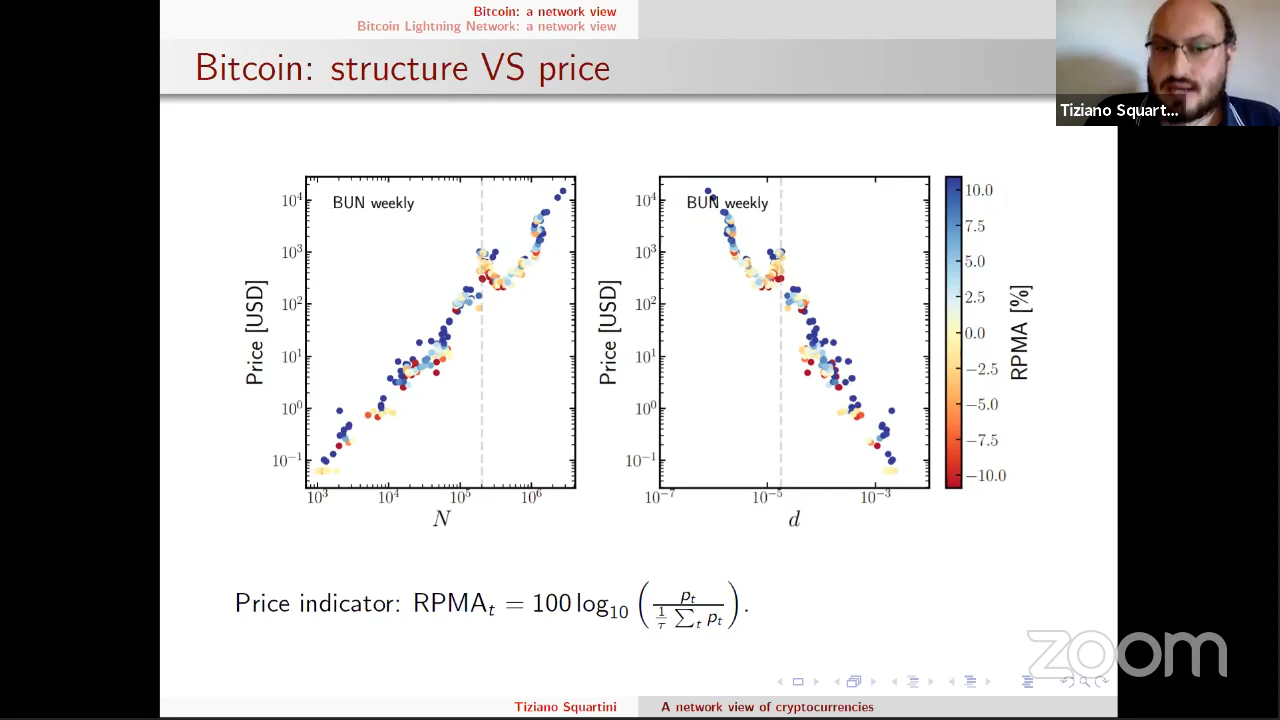 Bitcoin: a network view
Bitcoin Lightning Network: a network view
Bitcoin: structure VS price
Tiziano Squart...
BUN weekly
Price [USD]
10⁴
10³
10²
10¹
10⁰
10⁻¹
10³ 10⁴ 10⁵ 10⁶
N
BUN weekly
Price [USD]
10⁴
10³
10²
10¹
10⁰
10⁻¹
10⁻⁷ 10⁻⁵ 10⁻³
d
10.0
7.5
5.0
2.5
0.0
−2.5
−5.0
−7.5
−10.0
RPMA [%]
Price indicator: RPMAₜ = 100 log₁₀ (pₜ / (1/τ ∑ₜ pₜ)).
zoom
Tiziano Squartini
A network view of cryptocurrencies